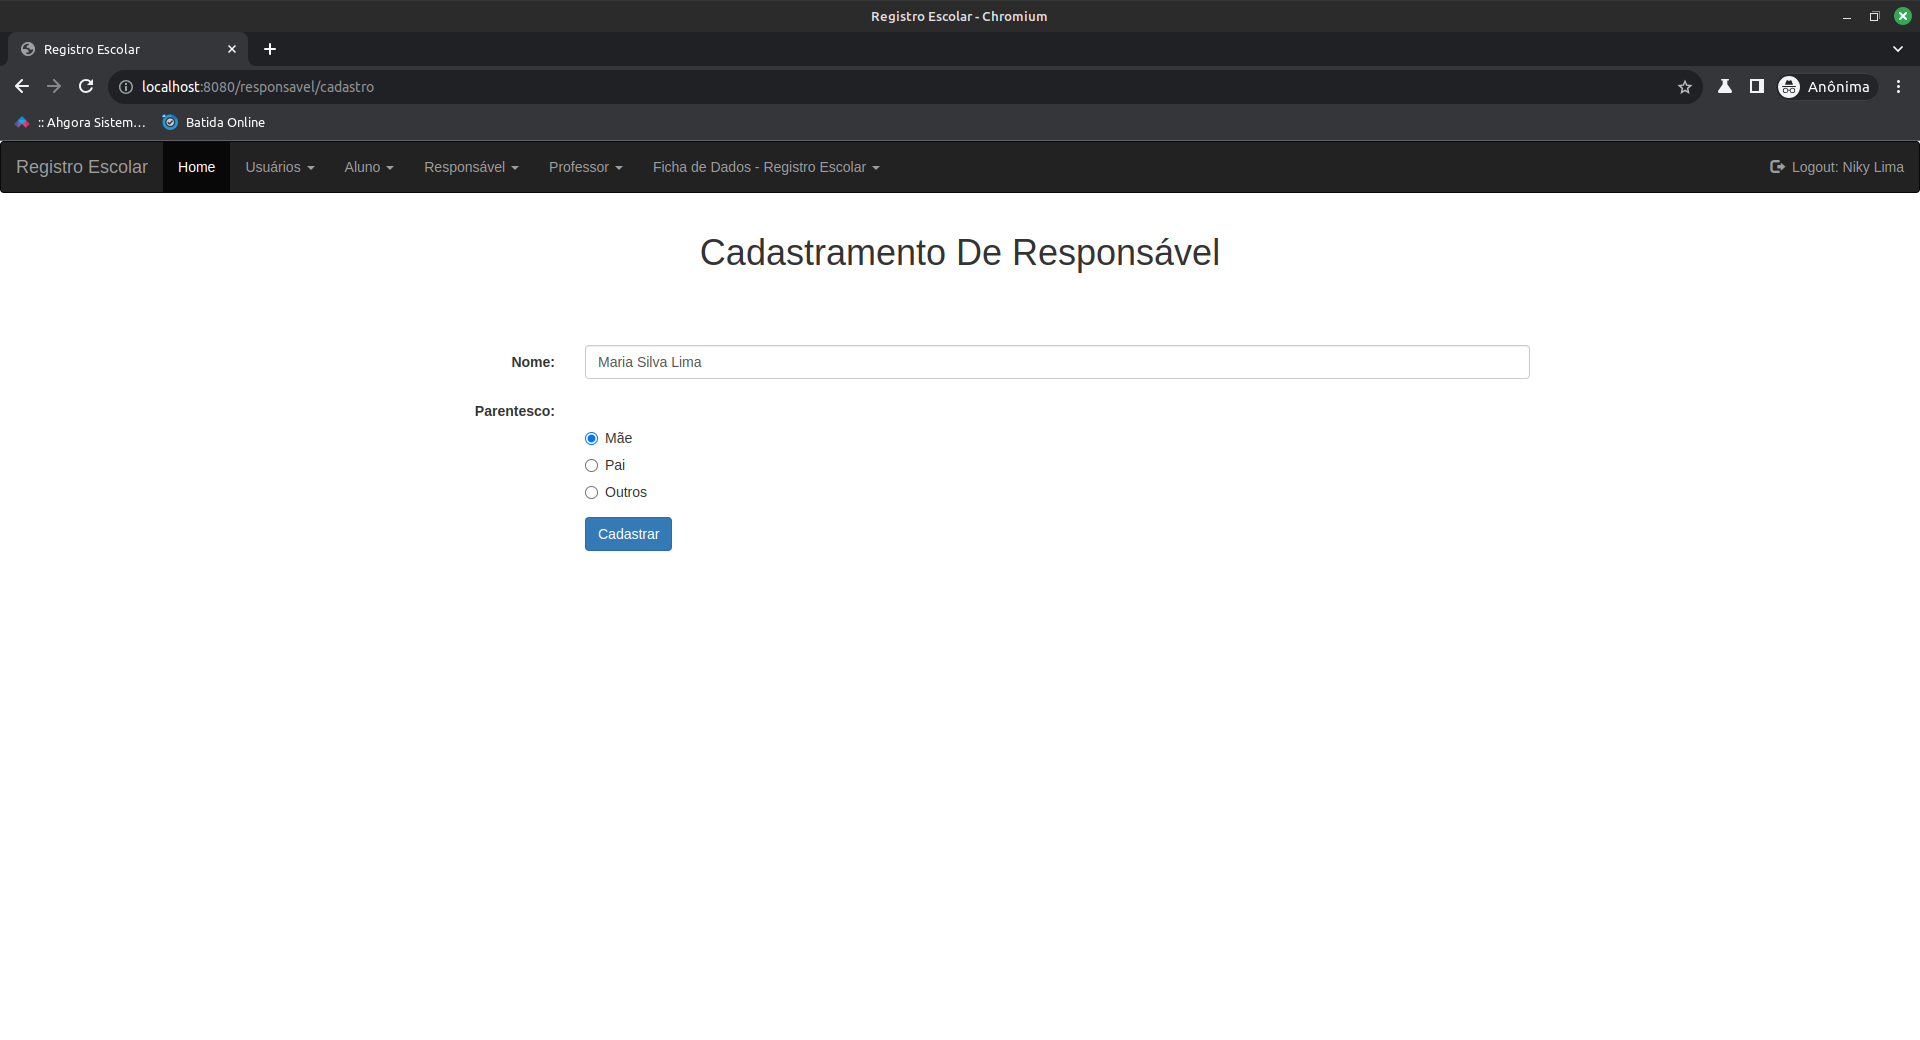 Registro Escolar - Chromium
Registro Escolar
localhost:8080/responsavel/cadastro
Anônima
:: Ahgora Sistem...
Batida Online
Registro Escolar Home Usuários Aluno Responsável Professor Ficha de Dados - Registro Escolar Logout: Niky Lima
Cadastramento De Responsável
Nome: Maria Silva Lima
Parentesco:
Mãe
Pai
Outros
Cadastrar